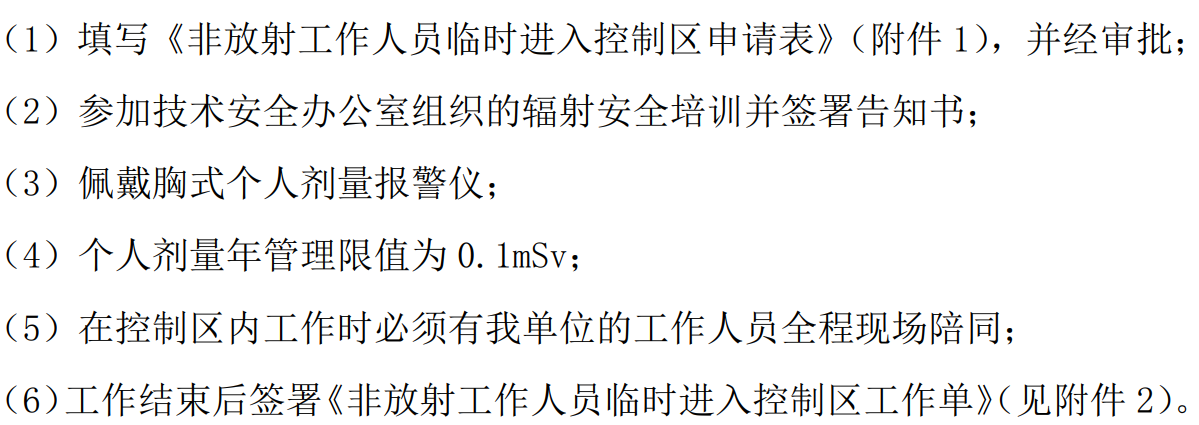 （1）填写《非放射工作人员临时进入控制区申请表》（附件 1），并经审批；
（2）参加技术安全办公室组织的辐射安全培训并签署告知书；
（3）佩戴胸式个人剂量报警仪；
（4）个人剂量年管理限值为 0.1mSv；
（5）在控制区内工作时必须有我单位的工作人员全程现场陪同；
（6）工作结束后签署《非放射工作人员临时进入控制区工作单》（见附件 2）。